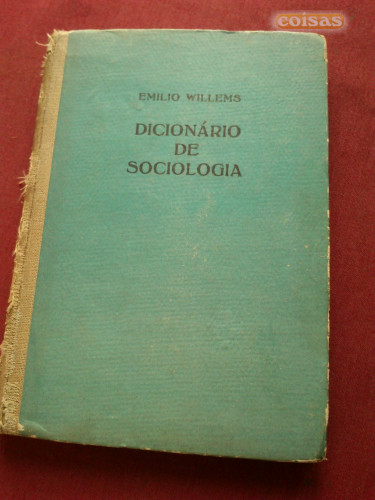 coisas
EMILIO WILLEMS
DICIONÁRIO
DE
SOCIOLOGIA